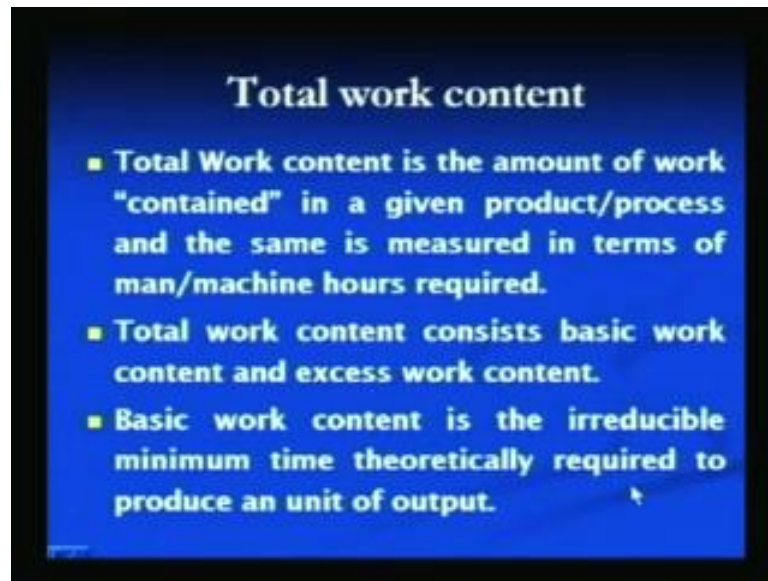 Total work content
Total Work content is the amount of work
"contained" in a given product/process
and the same is measured in terms of
man/machine hours required.
Total work content consists basic work
content and excess work content.
Basic work content is the irreducible
minimum time theoretically required to
produce an unit of output.